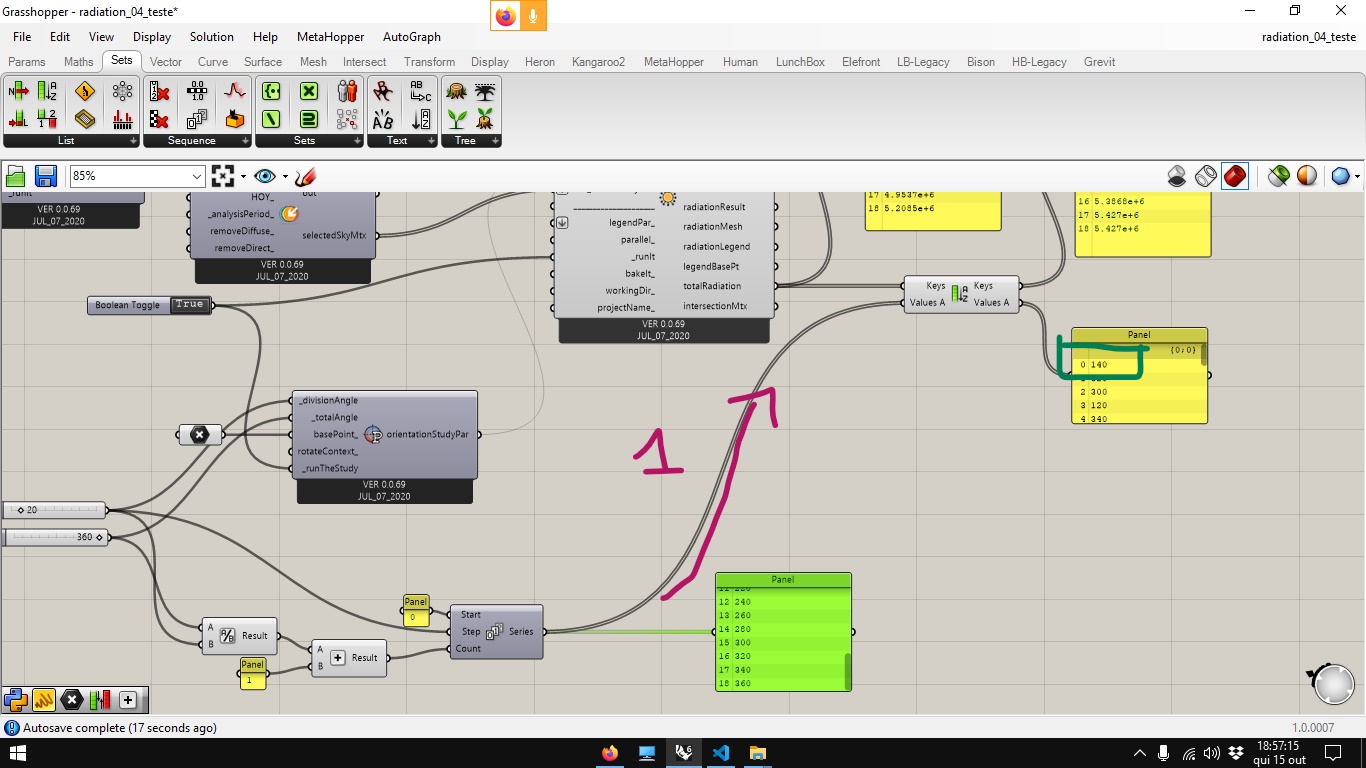 Grasshopper - radiation_04_teste*
File Edit View Display Solution Help MetaHopper AutoGraph radiation_04_teste
Params Maths Sets Vector Curve Surface Mesh Intersect Transform Display Heron Kangaroo2 MetaHopper Human LunchBox Elefront LB-Legacy Bison HB-Legacy Grevit
List Sequence Sets Text Tree
85%
VER 0.0.69
JUL_07_2020
HOY_
_analysisPeriod_
removeDiffuse_
removeDirect_
selectedSkyMtx
VER 0.0.69
JUL_07_2020
legendPar_
parallel_
_runIt
bakeIt_
workingDir_
projectName_
radiationResult
radiationMesh
radiationLegend
legendBasePt
totalRadiation
intersectionMtx
VER 0.0.69
JUL_07_2020
17 4.9537e+6
18 5.2085e+6
16 5.3868e+6
17 5.427e+6
18 5.427e+6
Boolean Toggle True
Keys Keys
Values A Values A
Panel
{0;0}
0 140
2 300
3 120
4 340
_divisionAngle
_totalAngle
basePoint_
rotateContext_
_runTheStudy
orientationStudyPar
VER 0.0.69
JUL_07_2020
1
20
360
Panel
0
Start
Step
Count
Series
A
B
Result
Panel
1
A
B
Result
Panel
12 240
13 260
14 280
15 300
16 320
17 340
18 360
Autosave complete (17 seconds ago) 1.0.0007
18:57:15
qui 15 out